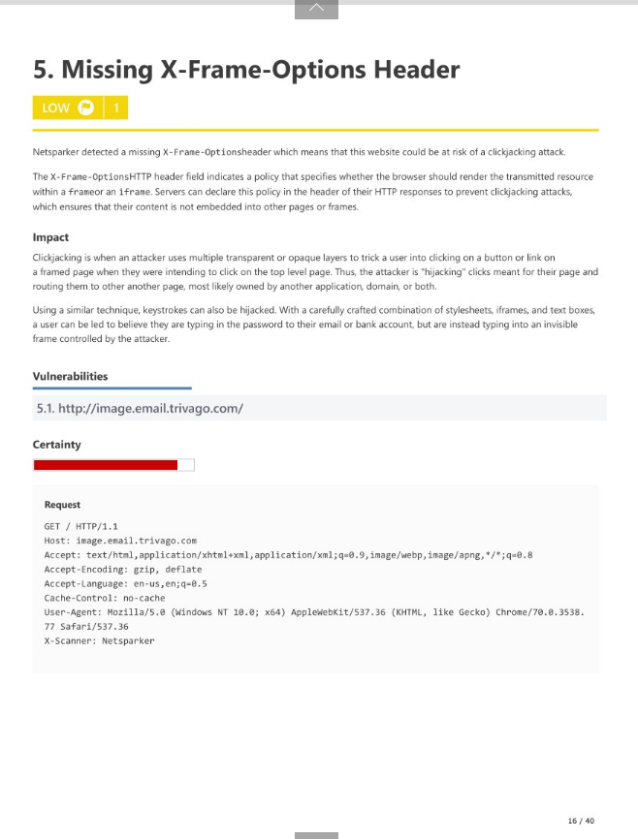 5. Missing X-Frame-Options Header
LOW 1
Netsparker detected a missing X-Frame-Optionsheader which means that this website could be at risk of a clickjacking attack.
The X-Frame-OptionsHTTP header field indicates a policy that specifies whether the browser should render the transmitted resource
within a frameor an iframe. Servers can declare this policy in the header of their HTTP responses to prevent clickjacking attacks,
which ensures that their content is not embedded into other pages or frames.
Impact
Clickjacking is when an attacker uses multiple transparent or opaque layers to trick a user into clicking on a button or link on
a framed page when they were intending to click on the top level page. Thus, the attacker is "hijacking" clicks meant for their page and
routing them to other another page, most likely owned by another application, domain, or both.
Using a similar technique, keystrokes can also be hijacked. With a carefully crafted combination of stylesheets, iframes, and text boxes,
a user can be led to believe they are typing in the password to their email or bank account, but are instead typing into an invisible
frame controlled by the attacker.
Vulnerabilities
5.1. http://image.email.trivago.com/
Certainty
Request
GET / HTTP/1.1
Host: image.email.trivago.com
Accept: text/html,application/xhtml+xml,application/xml;q=0.9,image/webp,image/apng,*/*;q=0.8
Accept-Encoding: gzip, deflate
Accept-Language: en-us,en;q=0.5
Cache-Control: no-cache
User-Agent: Mozilla/5.0 (Windows NT 10.0; x64) AppleWebKit/537.36 (KHTML, like Gecko) Chrome/70.0.3538.
77 Safari/537.36
X-Scanner: Netsparker
16 / 40